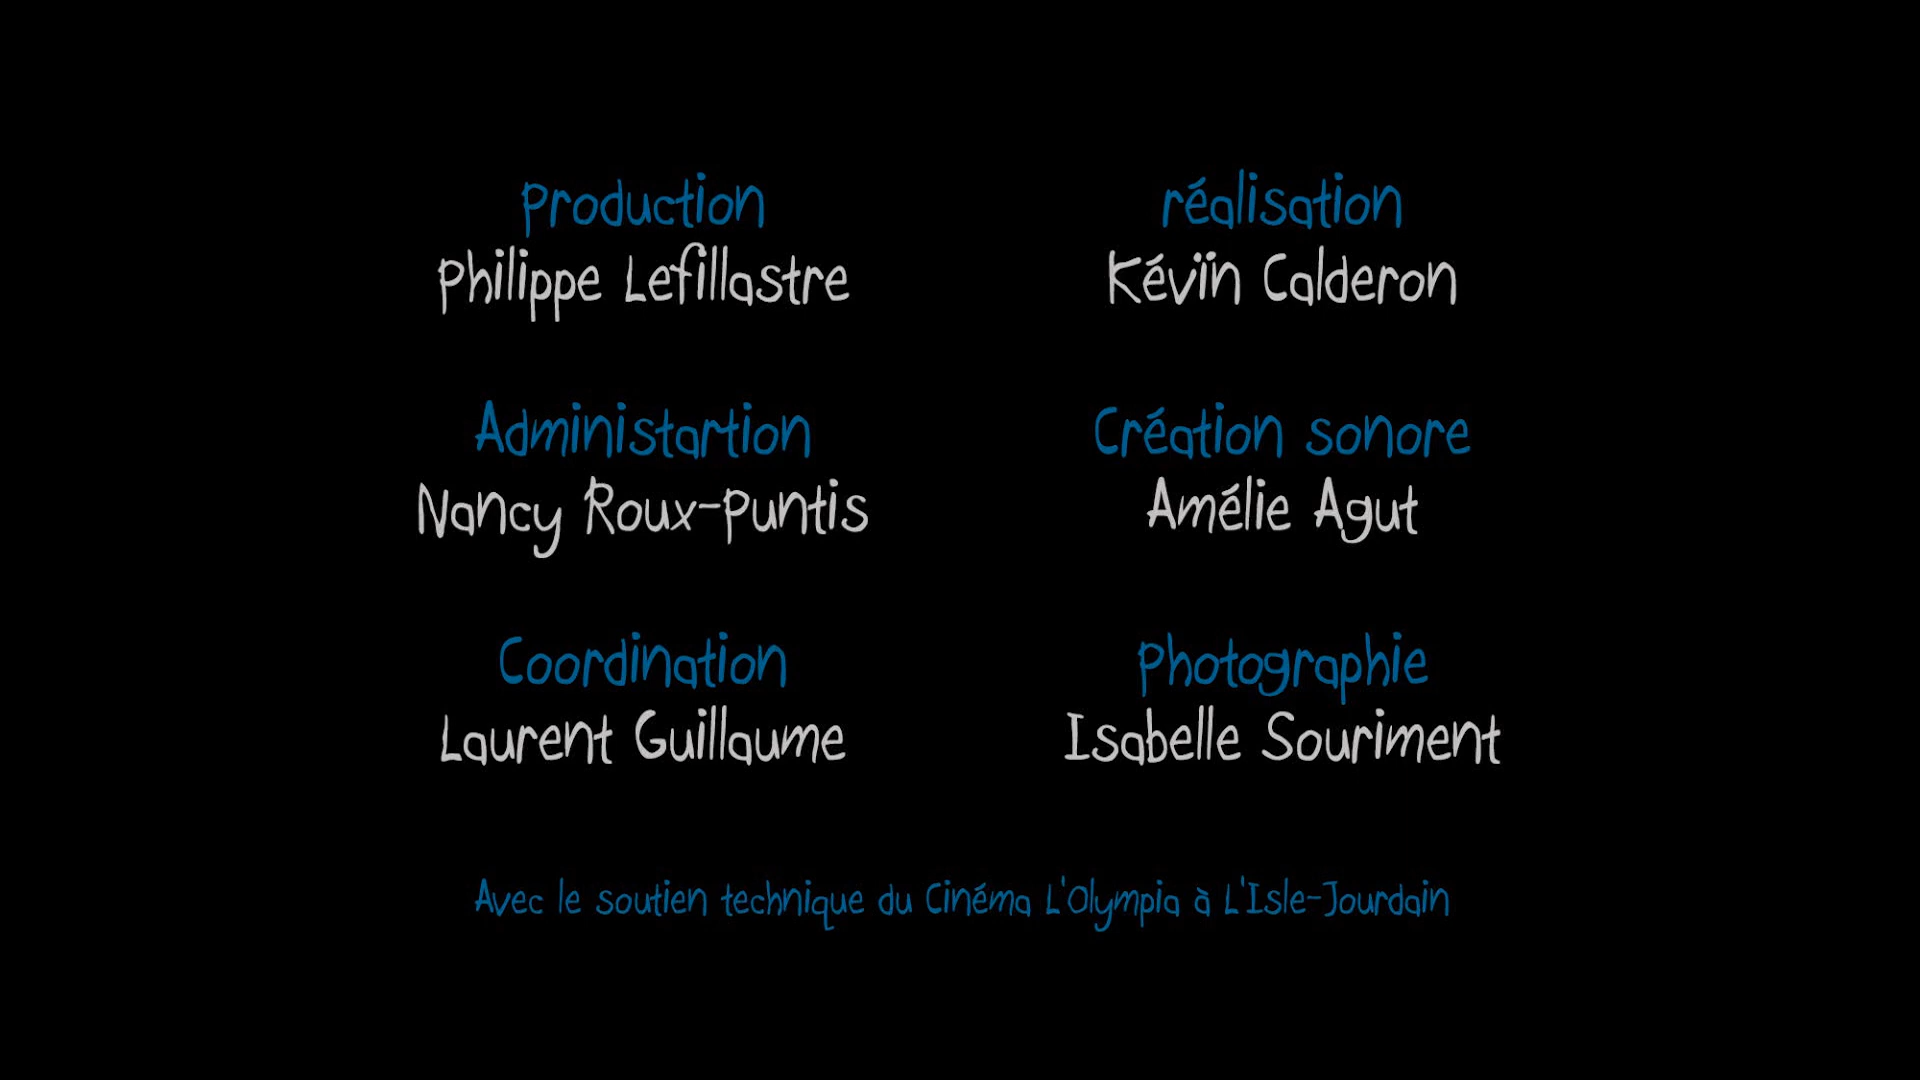 Production
Philippe Lefillastre
réalisation
Kévïn Calderon
Administartion
Nancy Roux-Puntis
Création sonore
Amélie Agut
Coordination
Laurent Guillaume
Photographie
Isabelle Souriment
Avec le soutien technique du Cinéma L'Olympia à L'Isle-Jourdain